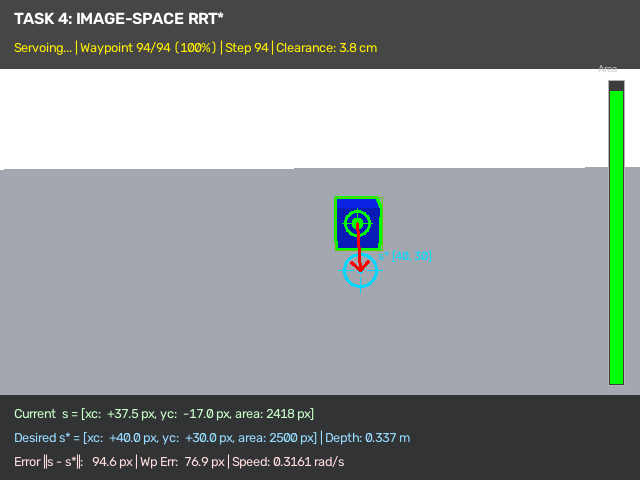 TASK 4: IMAGE-SPACE RRT*
Servoing... | Waypoint 94/94 (100%) | Step 94 | Clearance: 3.8 cm
Area
s* [40, 30]
Current s = [xc: +37.5 px, yc: -17.0 px, area: 2418 px]
Desired s* = [xc: +40.0 px, yc: +30.0 px, area: 2500 px] | Depth: 0.337 m
Error ||s - s*||: 94.6 px | Wp Err: 76.9 px | Speed: 0.3161 rad/s